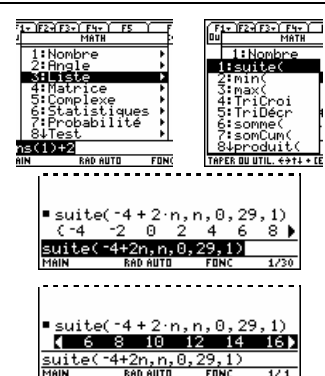 F1▾ F2▾ F3▾ F4▾ F5
MATH
1:Nombre ▶
2:Angle ▶
3:Liste ▶
4:Matrice ▶
5:Complexe ▶
6:Statistiques ▶
7:Probabilité ▶
8↓Test ▶
ns(1)+2
MAIN RAD AUTO FONC
F1▾ F2▾ F3▾ F4▾
MATH
1:Nombre
1:suite(
2:min(
3:max(
4:TriCroi
5:TriDécr
6:somme(
7:somCum(
8↓produit(
TAPER OU UTIL. ←→↑↓ + [E
▪ suite(-4 + 2·n, n, 0, 29, 1)
{-4 -2 0 2 4 6 8 ▶
suite(-4+2n,n,0,29,1)
MAIN RAD AUTO FONC 1/30
▪ suite(-4 + 2·n, n, 0, 29, 1)
◀ 6 8 10 12 14 16 ▶
suite(-4+2n,n,0,29,1)
MAIN RAD AUTO FONC 1/1